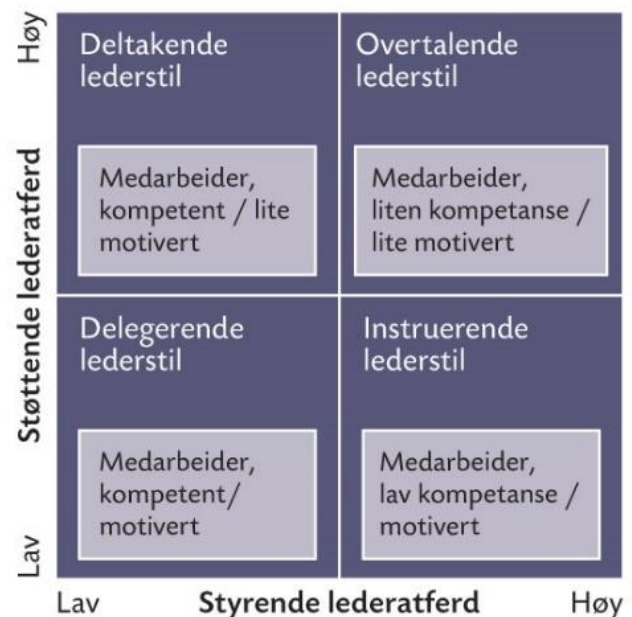 Høy
Støttende lederatferd
Lav
Deltakende
lederstil
Medarbeider,
kompetent / lite
motivert
Overtalende
lederstil
Medarbeider,
liten kompetanse /
lite motivert
Delegerende
lederstil
Medarbeider,
kompetent/
motivert
Instruerende
lederstil
Medarbeider,
lav kompetanse /
motivert
Lav
Styrende lederatferd
Høy